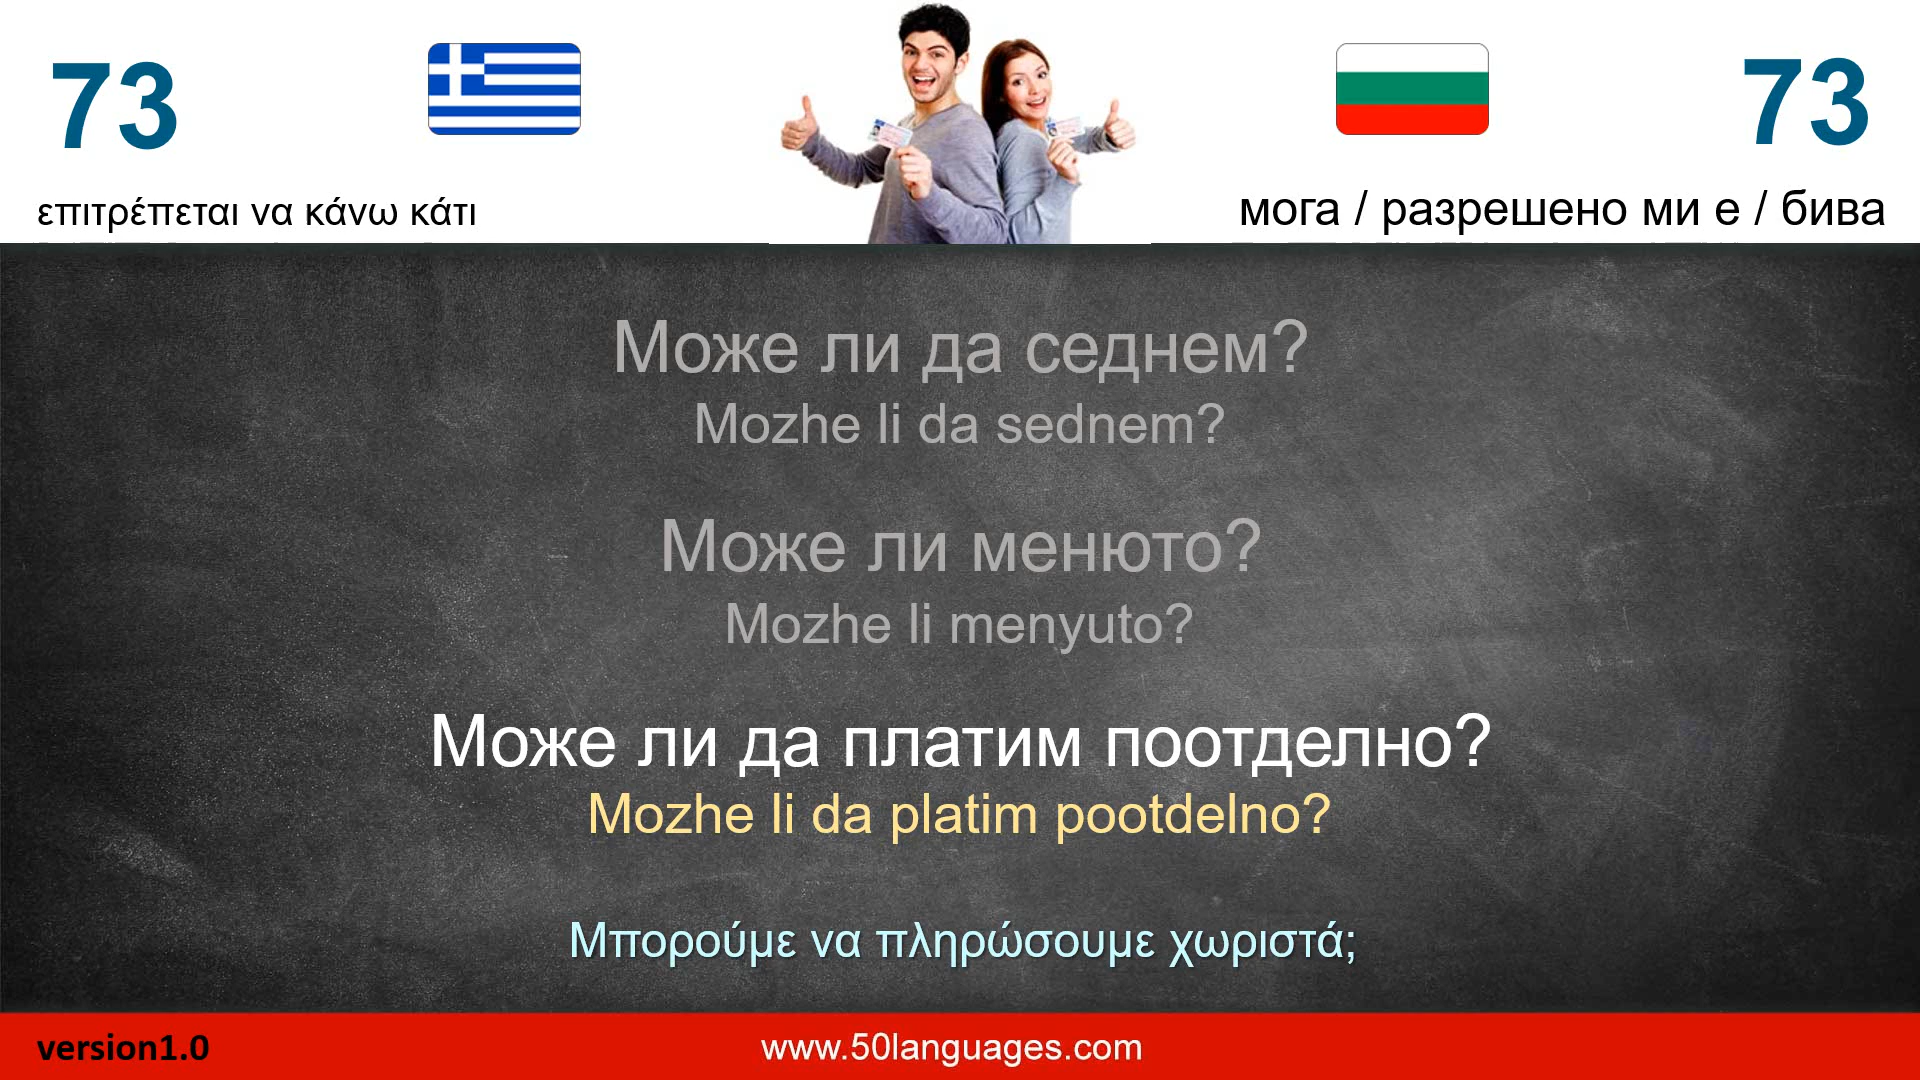 73
73
επιτρέπεται να κάνω κάτι
мога / разрешено ми е / бива
Може ли да седнем?
Mozhe li da sednem?
Може ли менюто?
Mozhe li menyuto?
Може ли да платим поотделно?
Mozhe li da platim pootdelno?
Μπορούμε να πληρώσουμε χωριστά;
version1.0
www.50languages.com